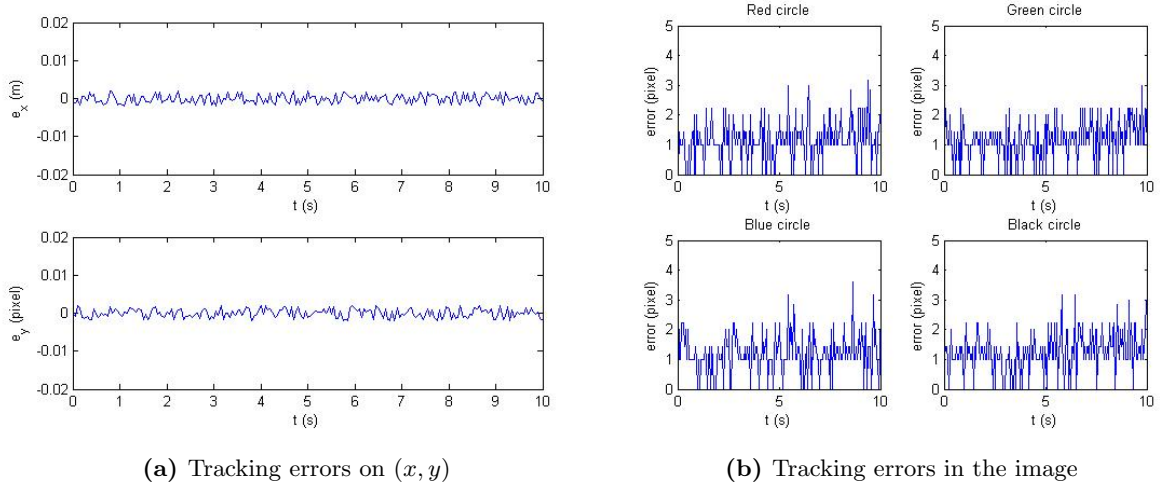 0.02
0.01
0
-0.01
-0.02
e_x (m)
0 1 2 3 4 5 6 7 8 9 10
t (s)
0.02
0.01
0
-0.01
-0.02
e_y (pixel)
0 1 2 3 4 5 6 7 8 9 10
t (s)
(a) Tracking errors on (x, y)
Red circle
5
4
3
2
1
0
error (pixel)
0 5 10
t (s)
Green circle
5
4
3
2
1
0
error (pixel)
0 5 10
t (s)
Blue circle
5
4
3
2
1
0
error (pixel)
0 5 10
t (s)
Black circle
5
4
3
2
1
0
error (pixel)
0 5 10
t (s)
(b) Tracking errors in the image